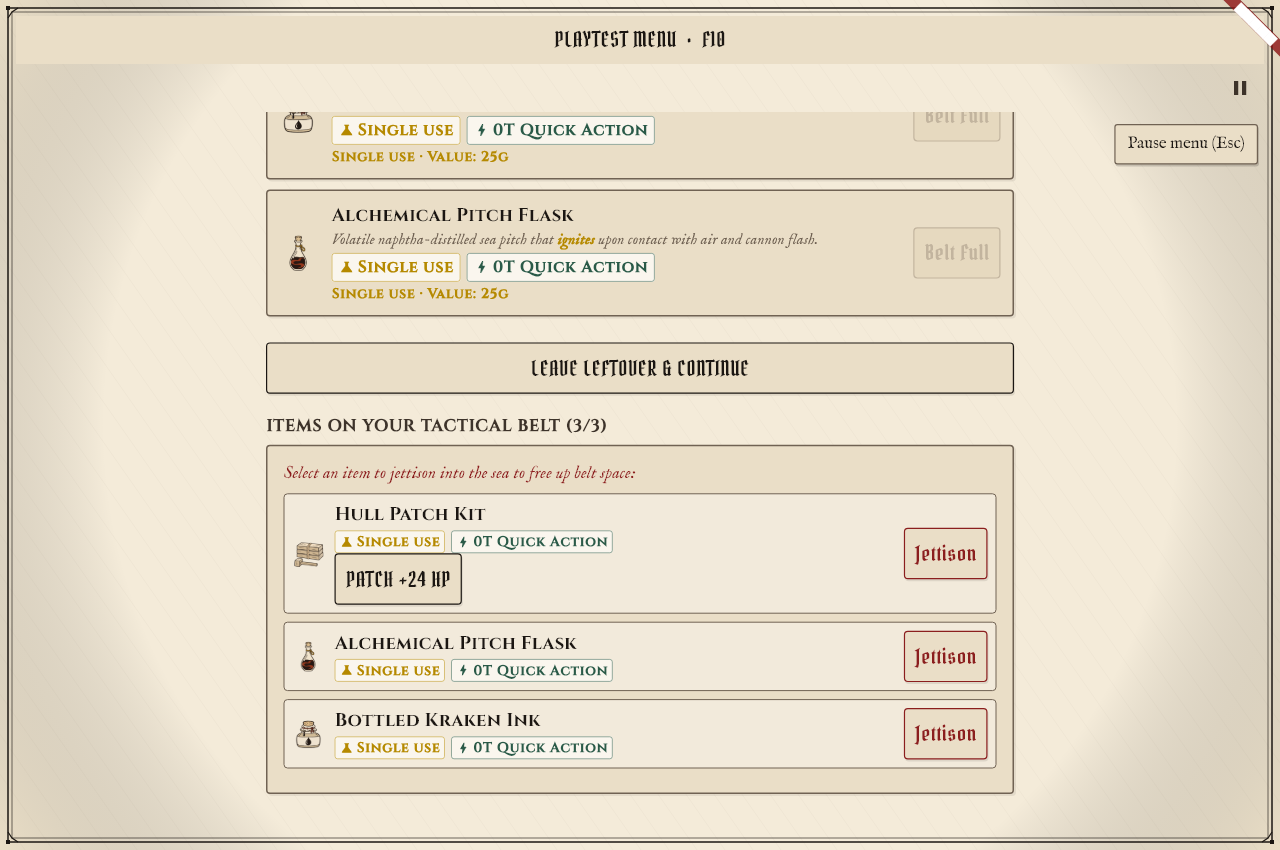 PLAYTEST MENU · F10
Pause menu (Esc)
Belt Full
Single use
0T Quick Action
Single use · Value: 25g
Alchemical Pitch Flask
Volatile naphtha-distilled sea pitch that ignites upon contact with air and cannon flash.
Single use
0T Quick Action
Single use · Value: 25g
Belt Full
LEAVE LEFTOVER & CONTINUE
ITEMS ON YOUR TACTICAL BELT (3/3)
Select an item to jettison into the sea to free up belt space:
Hull Patch Kit
Single use
0T Quick Action
PATCH +24 HP
Jettison
Alchemical Pitch Flask
Single use
0T Quick Action
Jettison
Bottled Kraken Ink
Single use
0T Quick Action
Jettison